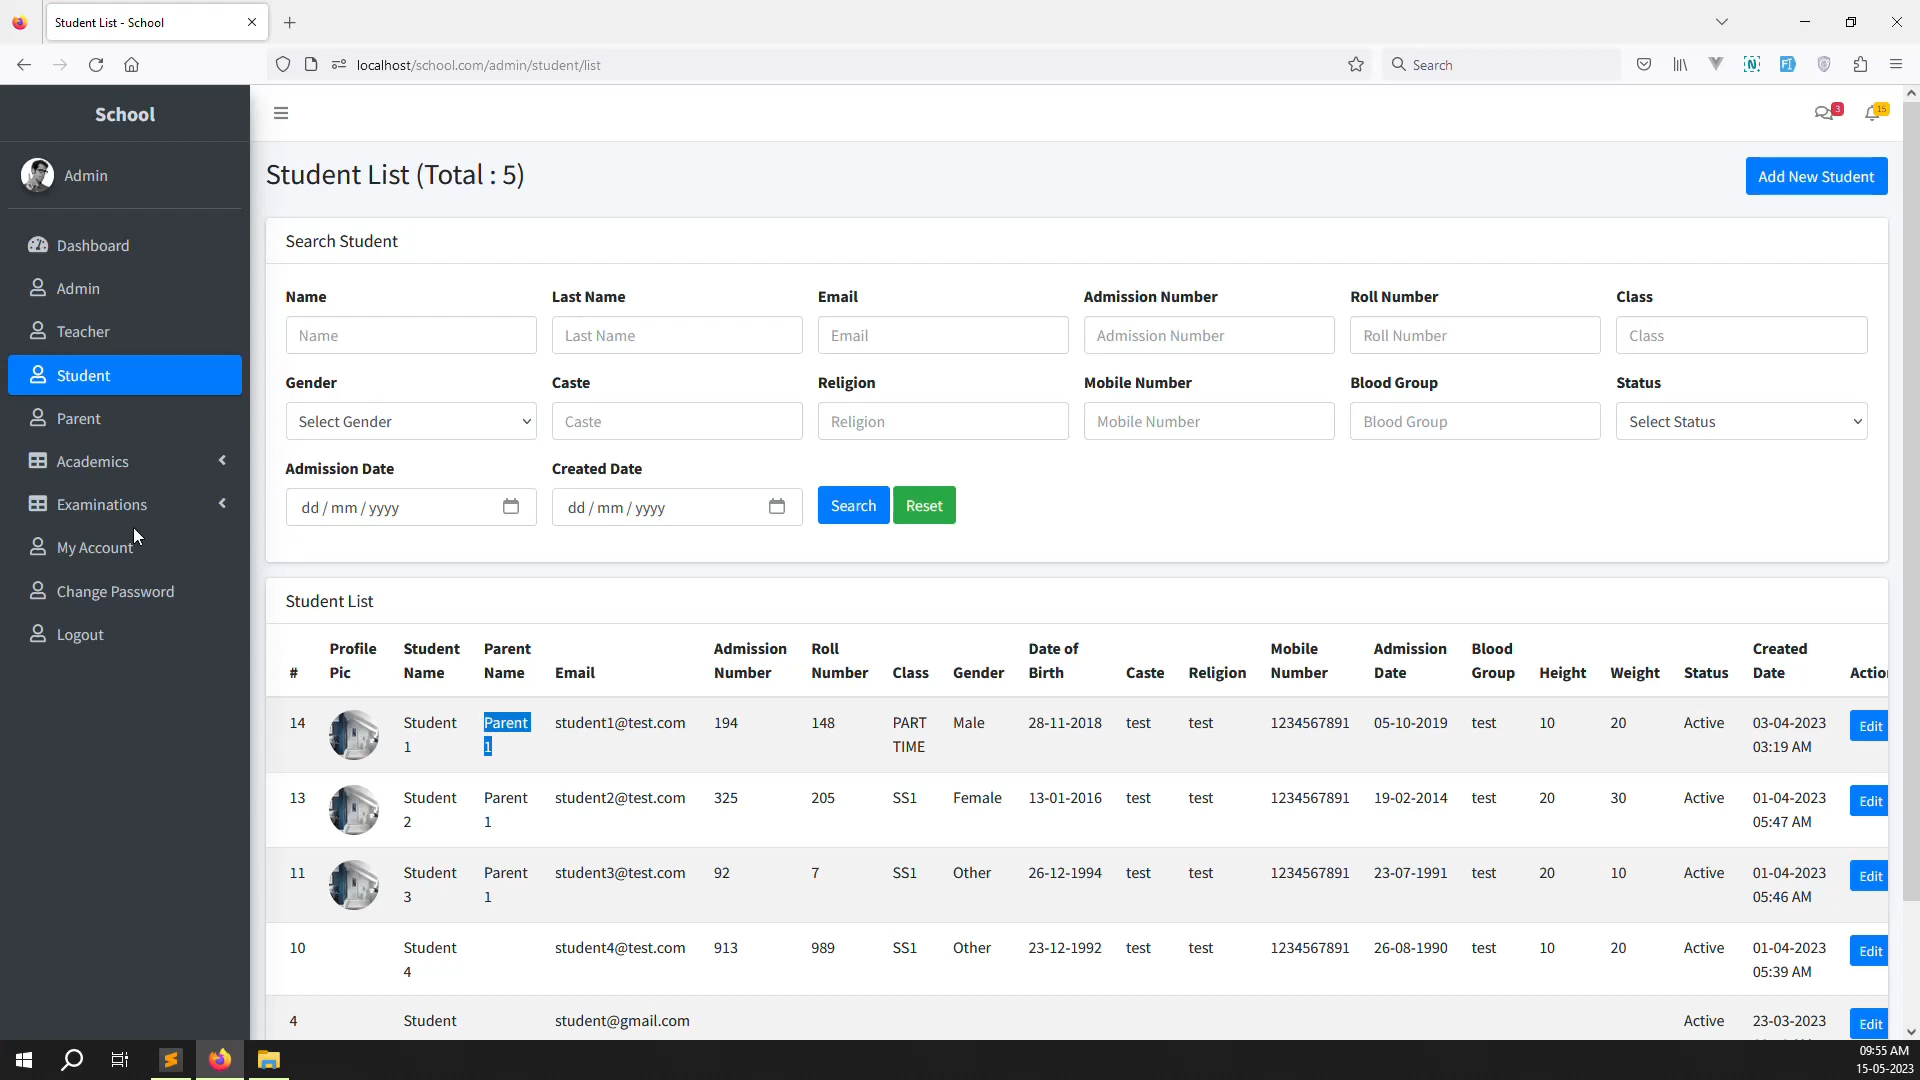 Student List - School
localhost/school.com/admin/student/list
Search
School
3
15
Admin
Student List (Total : 5)
Add New Student
Dashboard
Admin
Teacher
Student
Parent
Academics
Examinations
My Account
Change Password
Logout
Search Student
Name Last Name Email Admission Number Roll Number Class
Name Last Name Email Admission Number Roll Number Class
Gender Caste Religion Mobile Number Blood Group Status
Select Gender Caste Religion Mobile Number Blood Group Select Status
Admission Date Created Date
dd / mm / yyyy dd / mm / yyyy Search Reset
Student List
Profile Student Parent Admission Roll Date of Mobile Admission Blood Created
# Pic Name Name Email Number Number Class Gender Birth Caste Religion Number Date Group Height Weight Status Date Actio
14 Student Parent student1@test.com 194 148 PART Male 28-11-2018 test test 1234567891 05-10-2019 test 10 20 Active 03-04-2023 Edit
1 1 TIME 03:19 AM
13 Student Parent student2@test.com 325 205 SS1 Female 13-01-2016 test test 1234567891 19-02-2014 test 20 30 Active 01-04-2023 Edit
2 1 05:47 AM
11 Student Parent student3@test.com 92 7 SS1 Other 26-12-1994 test test 1234567891 23-07-1991 test 20 10 Active 01-04-2023 Edit
3 1 05:46 AM
10 Student student4@test.com 913 989 SS1 Other 23-12-1992 test test 1234567891 26-08-1990 test 10 20 Active 01-04-2023 Edit
4 05:39 AM
4 Student student@gmail.com Active 23-03-2023 Edit
09:55 AM
15-05-2023